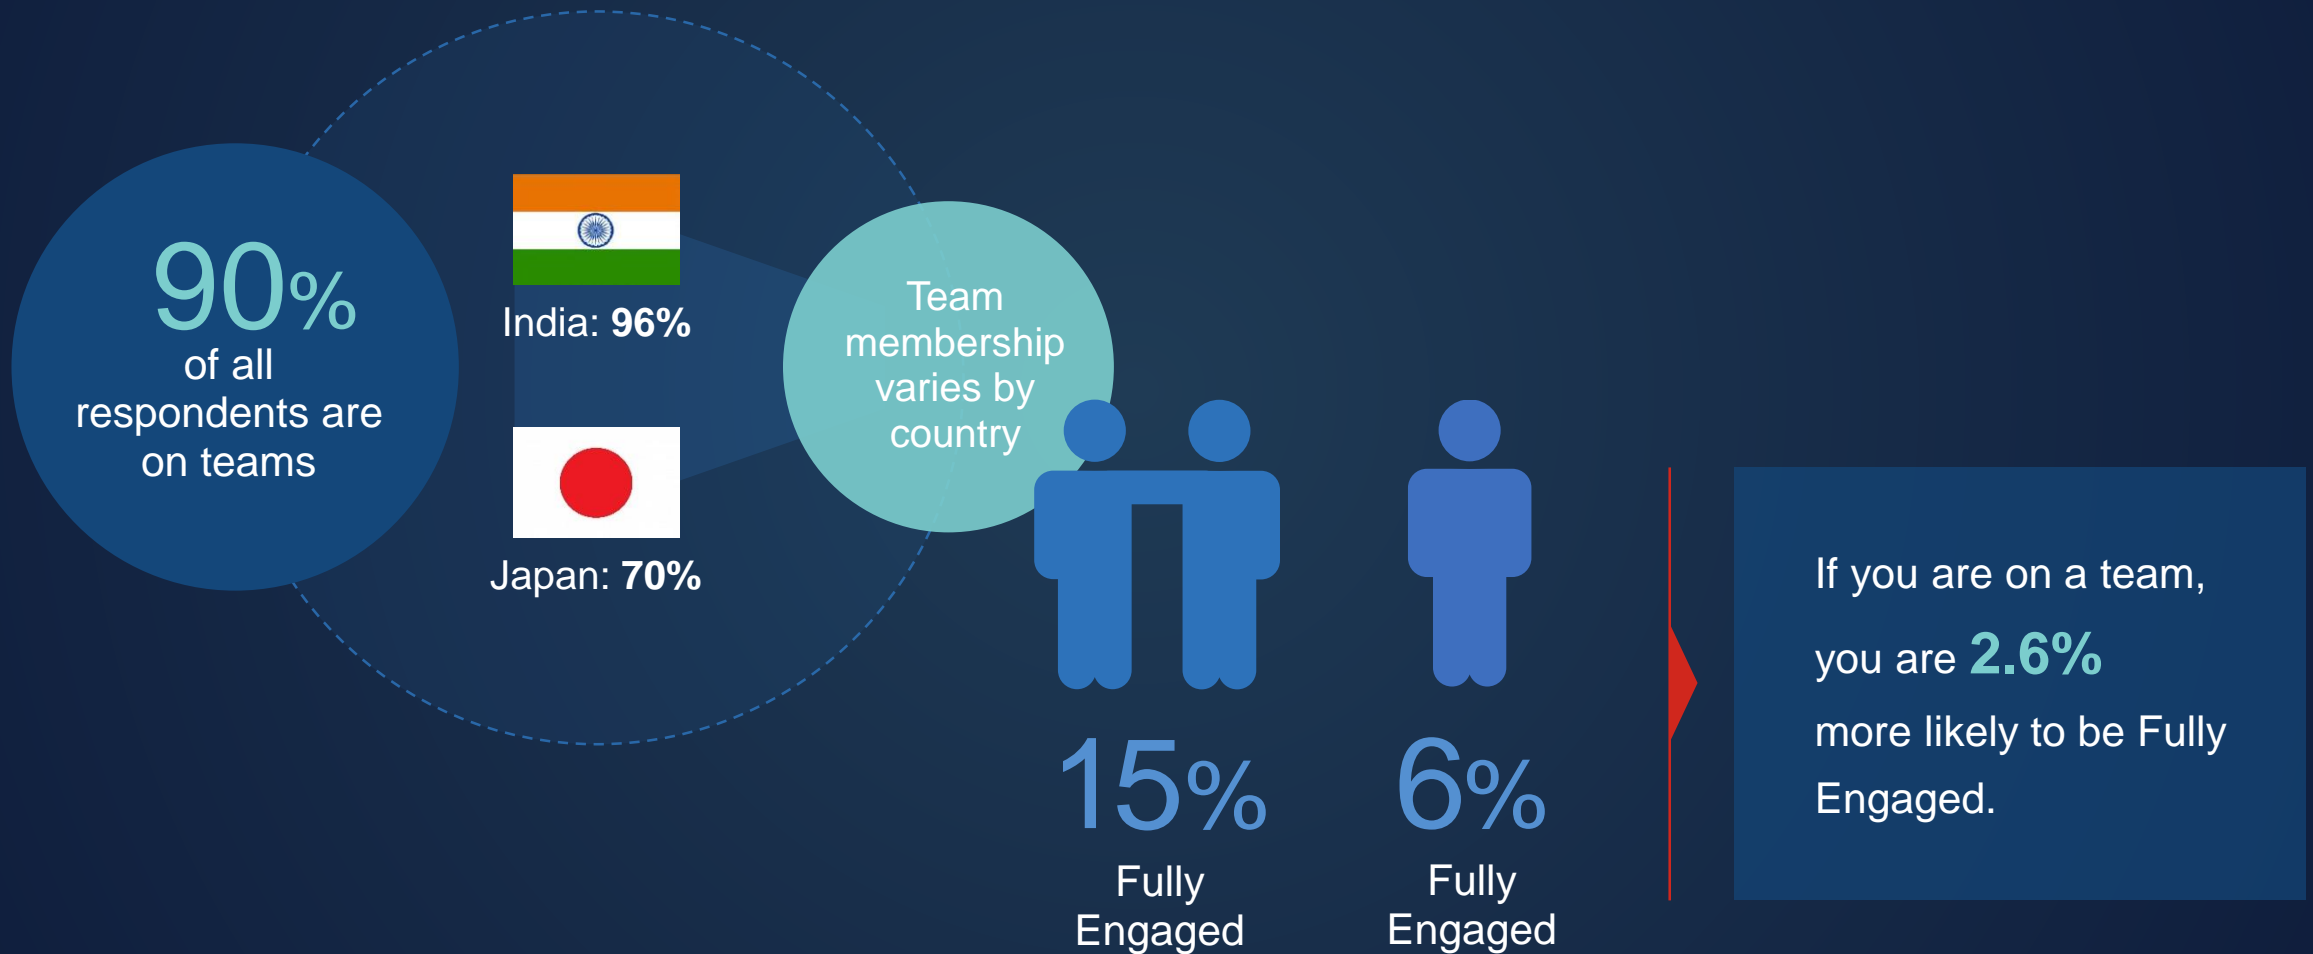 90%
of all
respondents are
on teams
India: 96%
Japan: 70%
Team
membership
varies by
country
15%
Fully
Engaged
6%
Fully
Engaged
If you are on a team,
you are 2.6%
more likely to be Fully
Engaged.